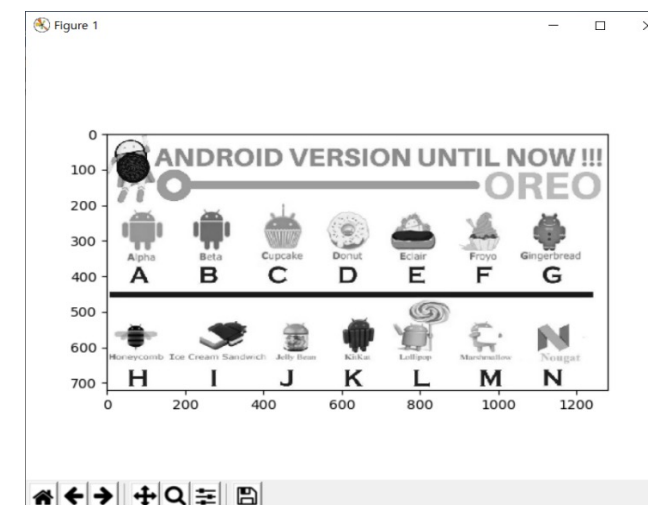 Figure 1
0
100
200
300
400
500
600
700
ANDROID VERSION UNTIL NOW !!!
OREO
Alpha Beta Cupcake Donut Eclair Froyo Gingerbread
A B C D E F G
Honeycomb Ice Cream Sandwich Jelly Bean KitKat Lollipop Marshmallow Nougat
H I J K L M N
0 200 400 600 800 1000 1200